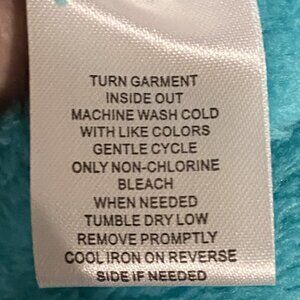 TURN GARMENT
INSIDE OUT
MACHINE WASH COLD
WITH LIKE COLORS
GENTLE CYCLE
ONLY NON-CHLORINE
BLEACH
WHEN NEEDED
TUMBLE DRY LOW
REMOVE PROMPTLY
COOL IRON ON REVERSE
SIDE IF NEEDED